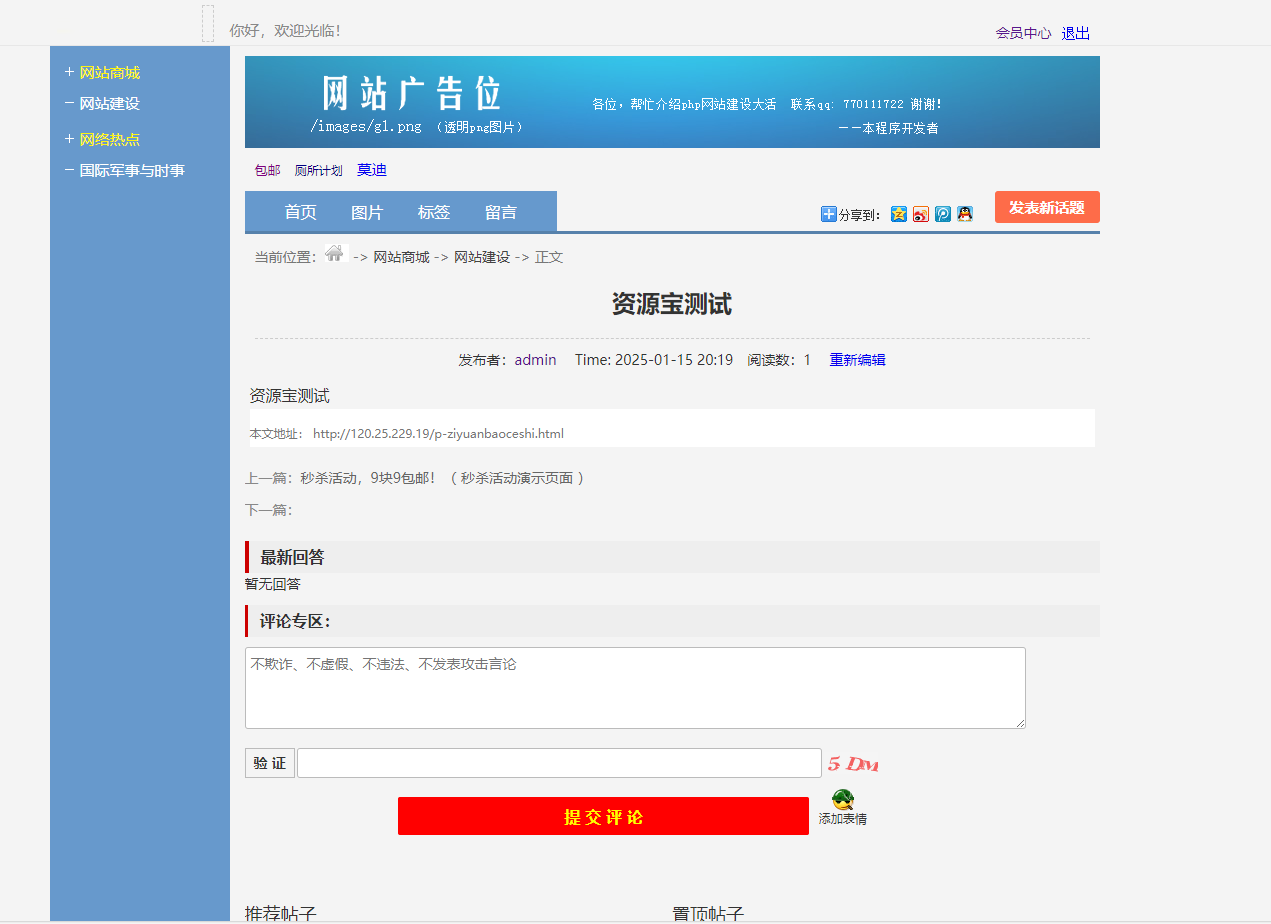 你好，欢迎光临！
会员中心 退出
+ 网站商城
− 网站建设
+ 网络热点
− 国际军事与时事
网站广告位
/images/gl.png （透明png图片）
各位，帮忙介绍php网站建设大活 联系qq: 770111722 谢谢!
——本程序开发者
包邮 厕所计划 莫迪
首页 图片 标签 留言
分享到：
发表新话题
当前位置： -> 网站商城 -> 网站建设 -> 正文
资源宝测试
发布者：admin Time: 2025-01-15 20:19 阅读数：1 重新编辑
资源宝测试
本文地址： http://120.25.229.19/p-ziyuanbaoceshi.html
上一篇：秒杀活动，9块9包邮！（ 秒杀活动演示页面 ）
下一篇：
最新回答
暂无回答
评论专区：
不欺诈、不虚假、不违法、不发表攻击言论
验 证
5 DM
提 交 评 论
添加表情
推荐帖子
置顶帖子